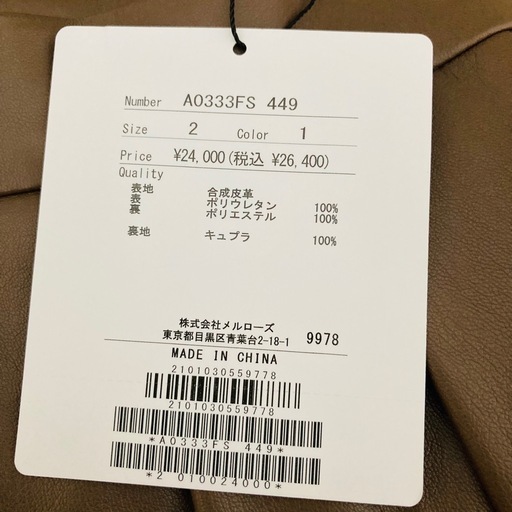 Number A0333FS 449
Size 2 Color 1
Price ¥24,000(税込 ¥26,400)
Quality
表地 合成皮革
表 ポリウレタン 100%
裏 ポリエステル 100%
裏地 キュプラ 100%
株式会社メルローズ
東京都目黒区青葉台2-18-1 9978
MADE IN CHINA
2101030559778
2101030559778
*A0333FS 449*
*2 010024000*